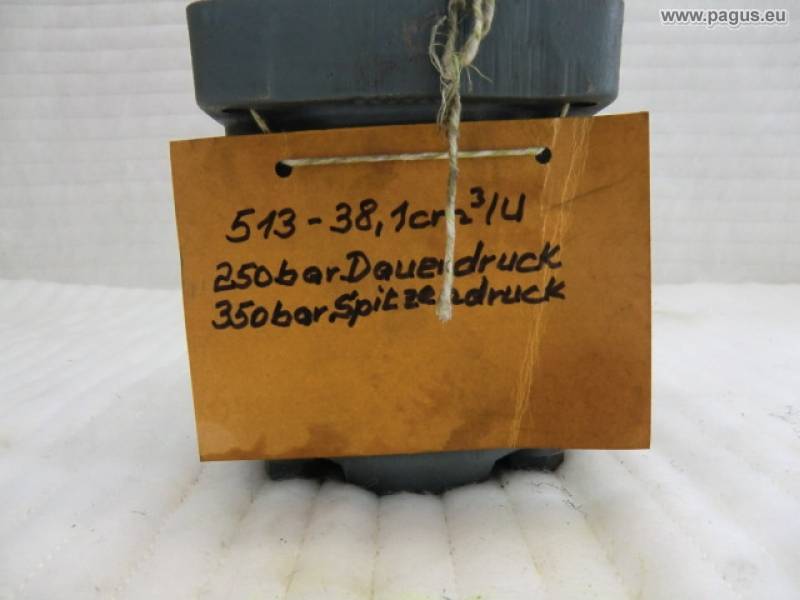 www.pagus.eu
513-38,1cm³/U
250bar.Dauerdruck
350bar.Spitzendruck